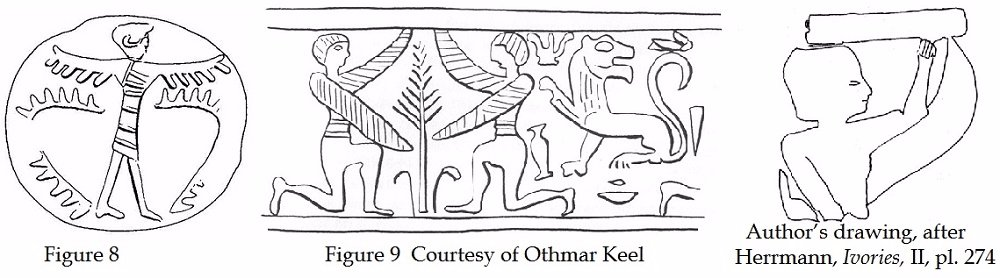 Figure 8
Figure 9 Courtesy of Othmar Keel
Author's drawing, after
Herrmann, Ivories, II, pl. 274